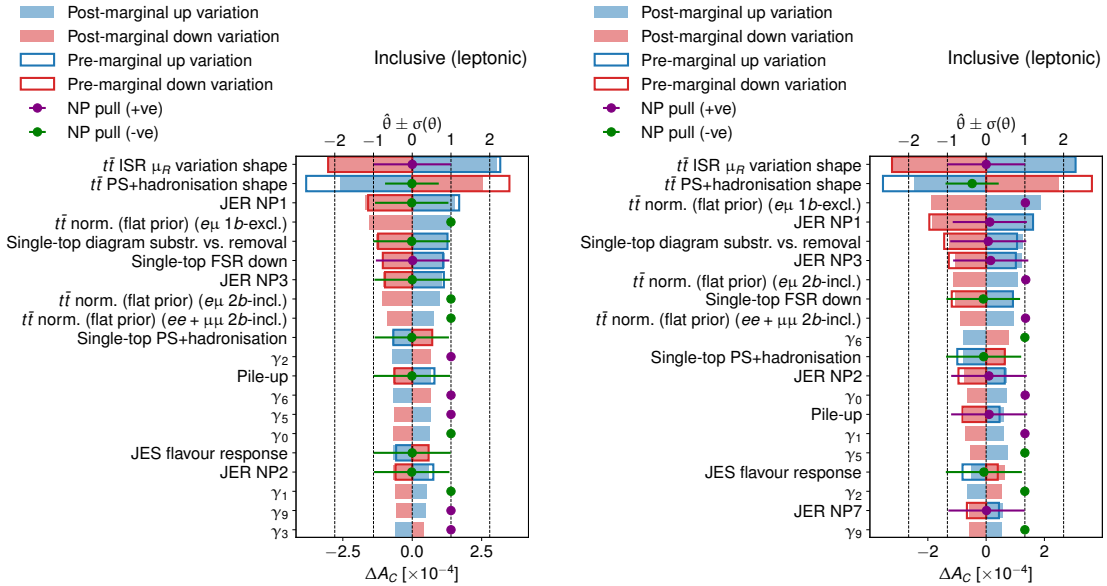 Post-marginal up variation
Post-marginal down variation
Pre-marginal up variation
Pre-marginal down variation
NP pull (+ve)
NP pull (-ve)
Inclusive (leptonic)
θ̂ ± σ(θ)
−2 −1 0 1 2
tt̄ ISR μ_R variation shape
tt̄ PS+hadronisation shape
JER NP1
tt̄ norm. (flat prior) (eμ 1b-excl.)
Single-top diagram substr. vs. removal
Single-top FSR down
JER NP3
tt̄ norm. (flat prior) (eμ 2b-incl.)
tt̄ norm. (flat prior) (ee + μμ 2b-incl.)
Single-top PS+hadronisation
γ₂
Pile-up
γ₆
γ₅
γ₀
JES flavour response
JER NP2
γ₁
γ₉
γ₃
−2.5 0.0 2.5
ΔA_C [×10⁻⁴]
Post-marginal up variation
Post-marginal down variation
Pre-marginal up variation
Pre-marginal down variation
NP pull (+ve)
NP pull (-ve)
Inclusive (leptonic)
θ̂ ± σ(θ)
−2 −1 0 1 2
tt̄ ISR μ_R variation shape
tt̄ PS+hadronisation shape
tt̄ norm. (flat prior) (eμ 1b-excl.)
JER NP1
Single-top diagram substr. vs. removal
JER NP3
tt̄ norm. (flat prior) (eμ 2b-incl.)
Single-top FSR down
tt̄ norm. (flat prior) (ee + μμ 2b-incl.)
γ₆
Single-top PS+hadronisation
JER NP2
γ₀
Pile-up
γ₁
γ₅
JES flavour response
γ₂
JER NP7
γ₉
−2 0 2
ΔA_C [×10⁻⁴]